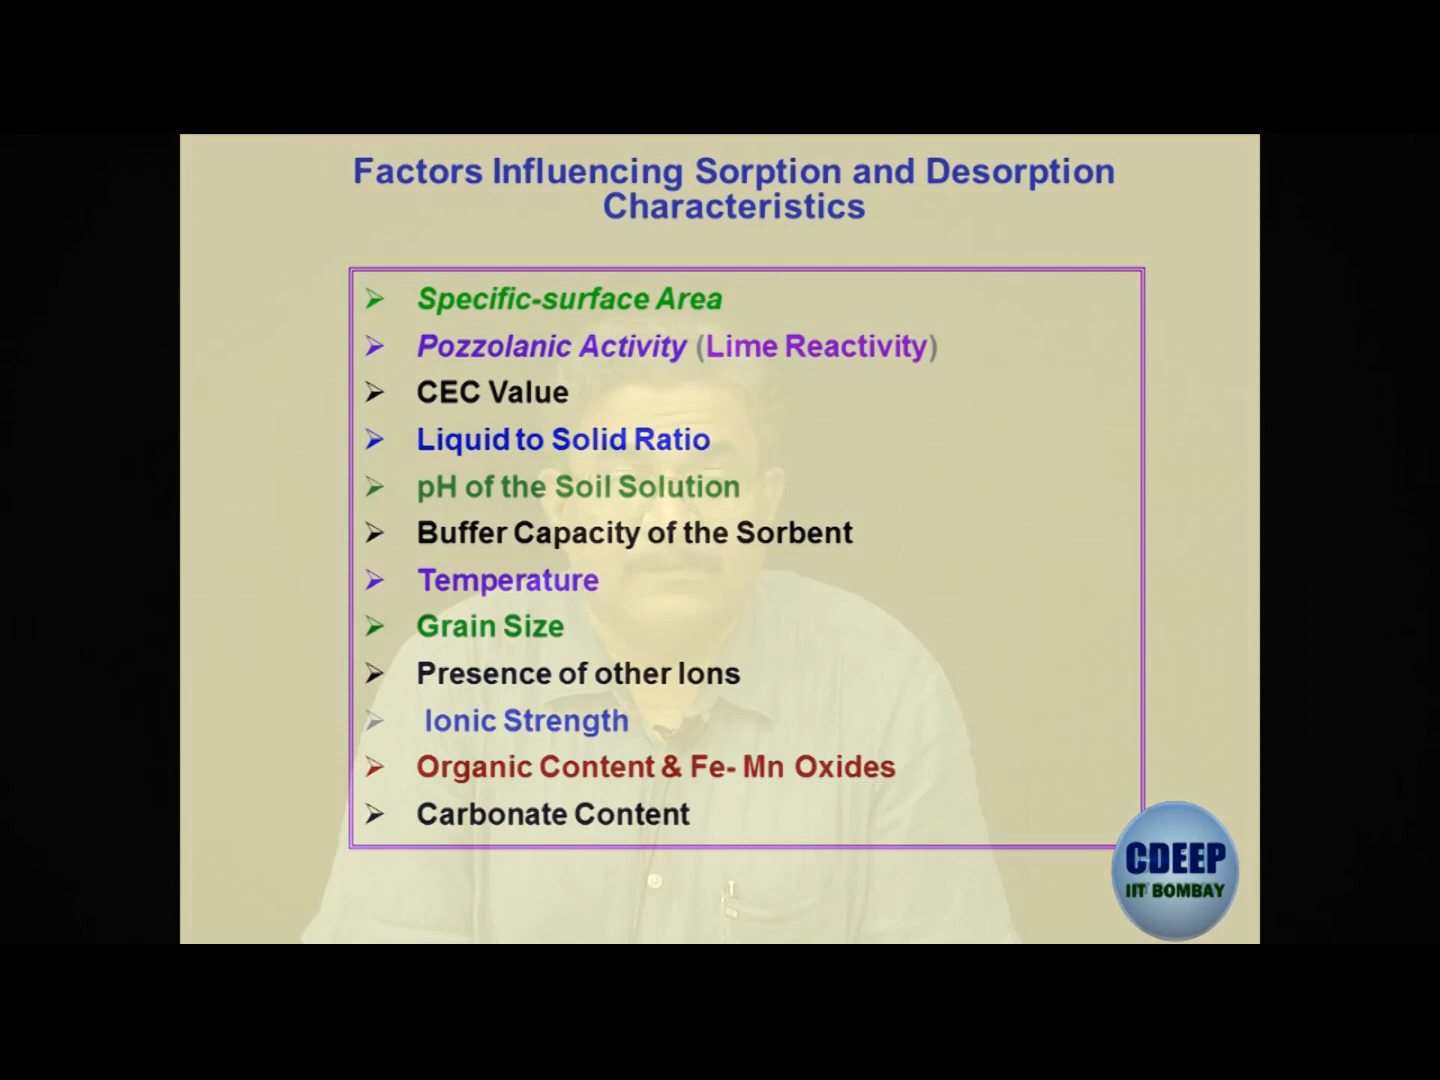 Factors Influencing Sorption and Desorption
Characteristics
Specific-surface Area
Pozzolanic Activity (Lime Reactivity)
CEC Value
Liquid to Solid Ratio
pH of the Soil Solution
Buffer Capacity of the Sorbent
Temperature
Grain Size
Presence of other Ions
Ionic Strength
Organic Content & Fe- Mn Oxides
Carbonate Content
CDEEP
IIT BOMBAY